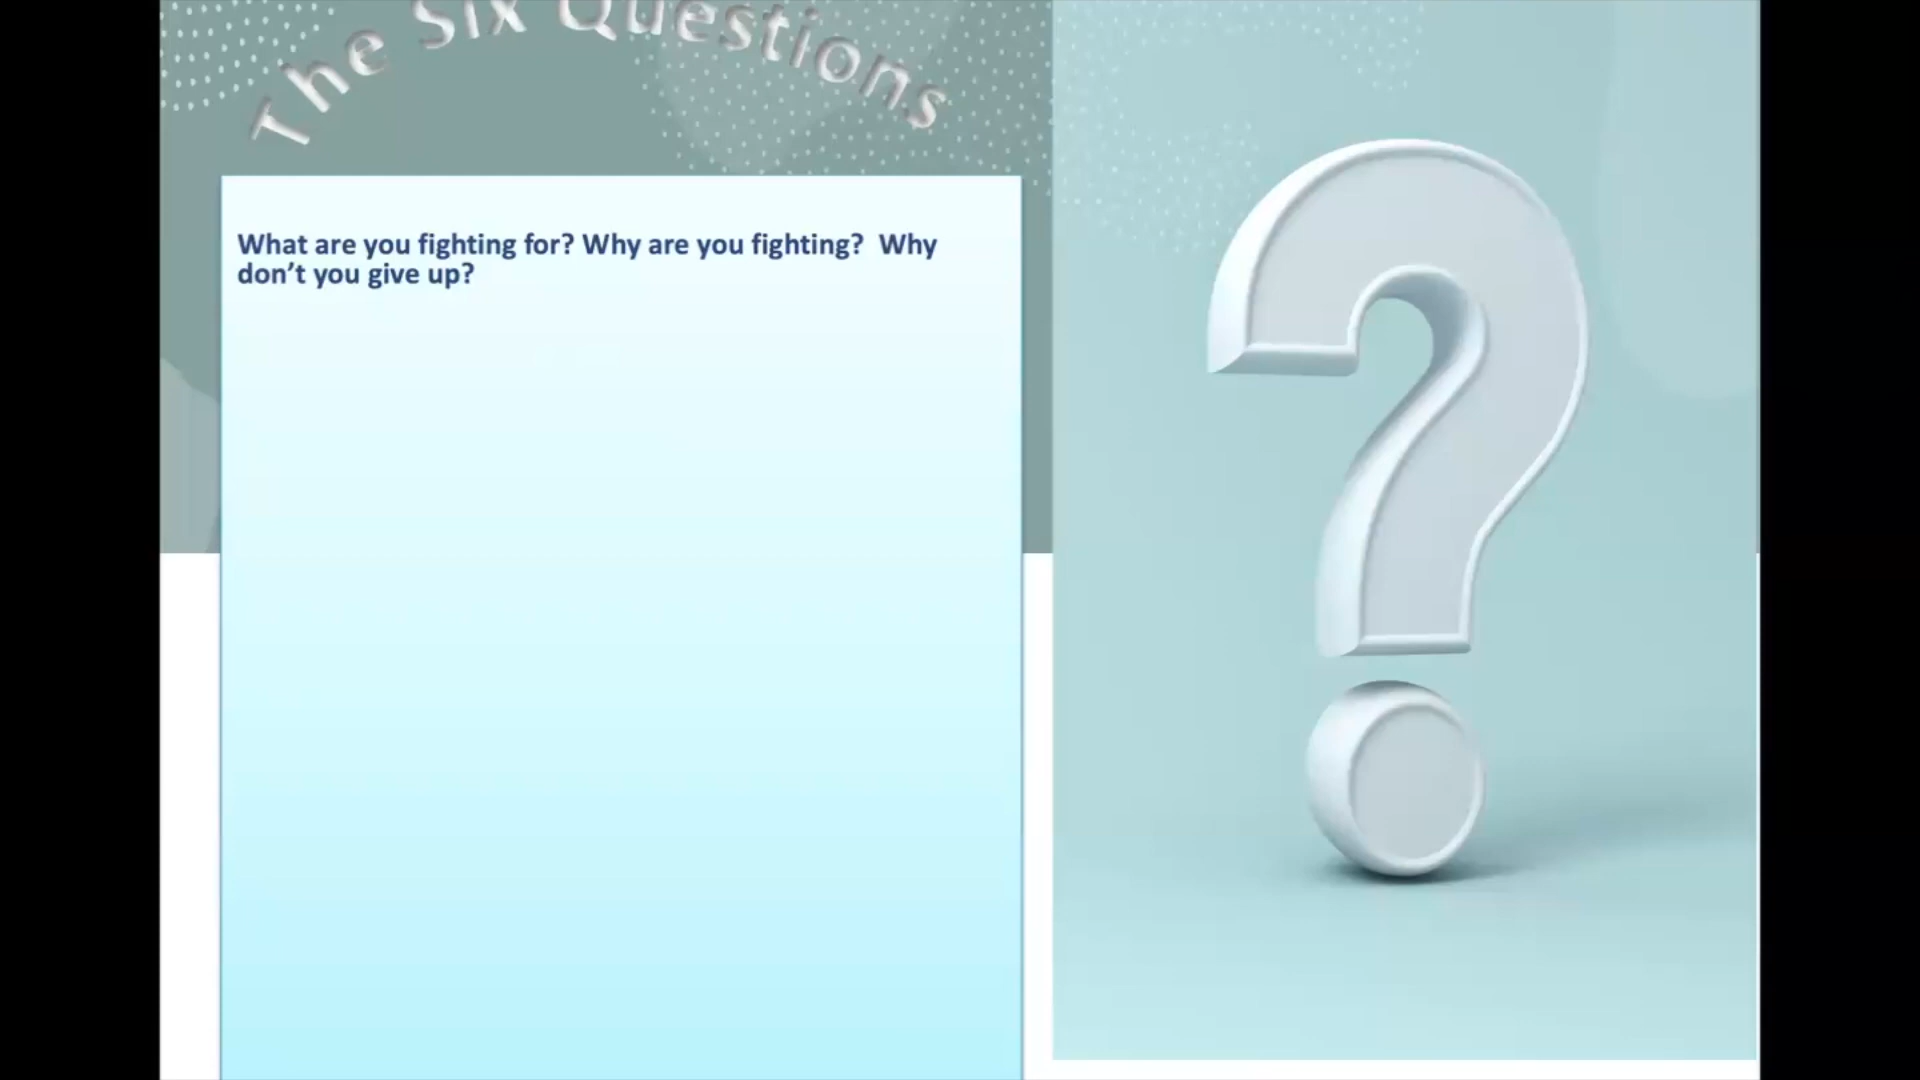 The Six Questions
What are you fighting for? Why are you fighting?  Why
don’t you give up?